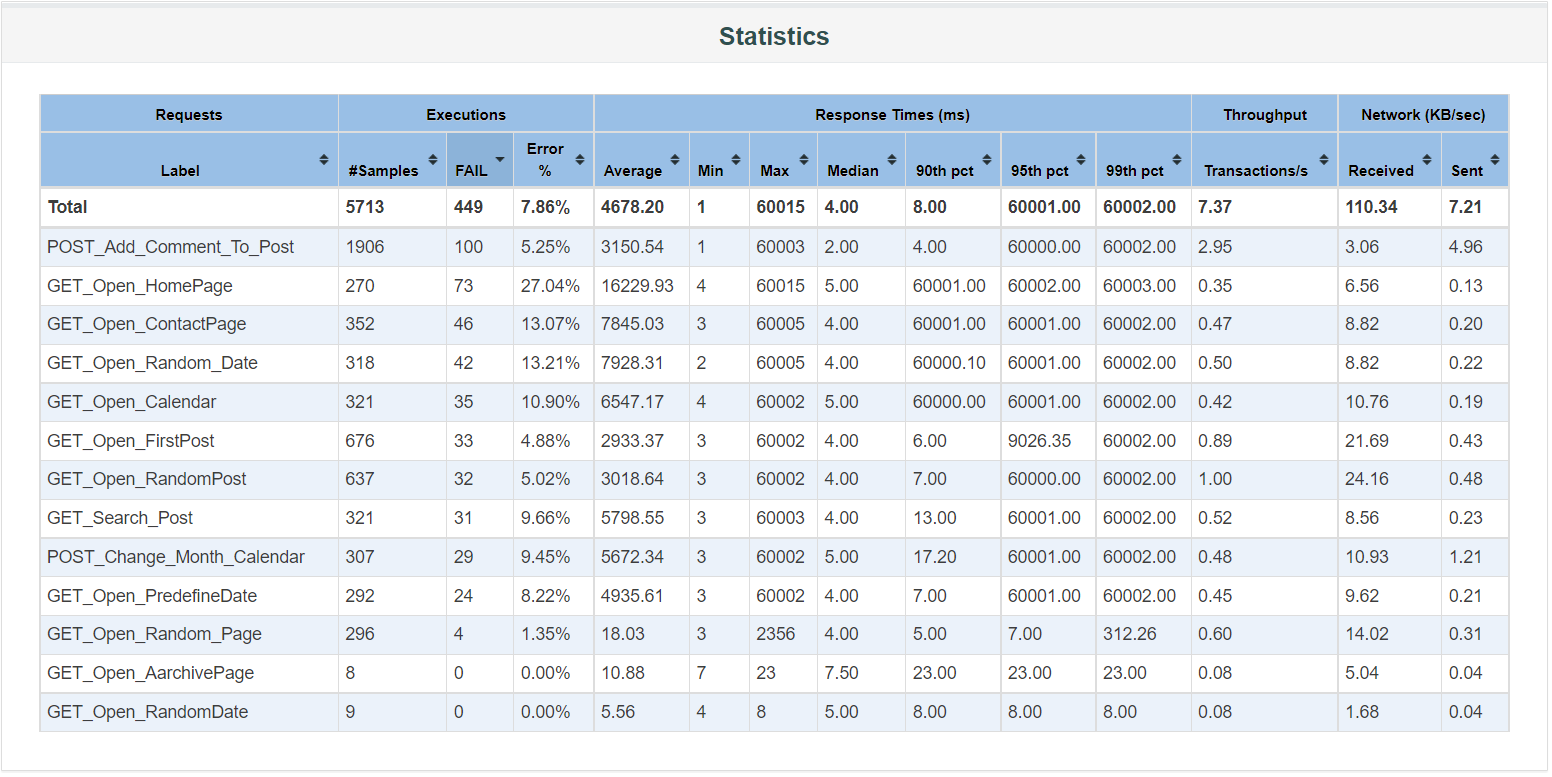 Statistics
Requests Executions Response Times (ms) Throughput Network (KB/sec)
Label #Samples FAIL Error % Average Min Max Median 90th pct 95th pct 99th pct Transactions/s Received Sent
Total 5713 449 7.86% 4678.20 1 60015 4.00 8.00 60001.00 60002.00 7.37 110.34 7.21
POST_Add_Comment_To_Post 1906 100 5.25% 3150.54 1 60003 2.00 4.00 60000.00 60002.00 2.95 3.06 4.96
GET_Open_HomePage 270 73 27.04% 16229.93 4 60015 5.00 60001.00 60002.00 60003.00 0.35 6.56 0.13
GET_Open_ContactPage 352 46 13.07% 7845.03 3 60005 4.00 60001.00 60001.00 60002.00 0.47 8.82 0.20
GET_Open_Random_Date 318 42 13.21% 7928.31 2 60005 4.00 60000.10 60001.00 60002.00 0.50 8.82 0.22
GET_Open_Calendar 321 35 10.90% 6547.17 4 60002 5.00 60000.00 60001.00 60002.00 0.42 10.76 0.19
GET_Open_FirstPost 676 33 4.88% 2933.37 3 60002 4.00 6.00 9026.35 60002.00 0.89 21.69 0.43
GET_Open_RandomPost 637 32 5.02% 3018.64 3 60002 4.00 7.00 60000.00 60002.00 1.00 24.16 0.48
GET_Search_Post 321 31 9.66% 5798.55 3 60003 4.00 13.00 60001.00 60002.00 0.52 8.56 0.23
POST_Change_Month_Calendar 307 29 9.45% 5672.34 3 60002 5.00 17.20 60001.00 60002.00 0.48 10.93 1.21
GET_Open_PredefineDate 292 24 8.22% 4935.61 3 60002 4.00 7.00 60001.00 60002.00 0.45 9.62 0.21
GET_Open_Random_Page 296 4 1.35% 18.03 3 2356 4.00 5.00 7.00 312.26 0.60 14.02 0.31
GET_Open_AarchivePage 8 0 0.00% 10.88 7 23 7.50 23.00 23.00 23.00 0.08 5.04 0.04
GET_Open_RandomDate 9 0 0.00% 5.56 4 8 5.00 8.00 8.00 8.00 0.08 1.68 0.04